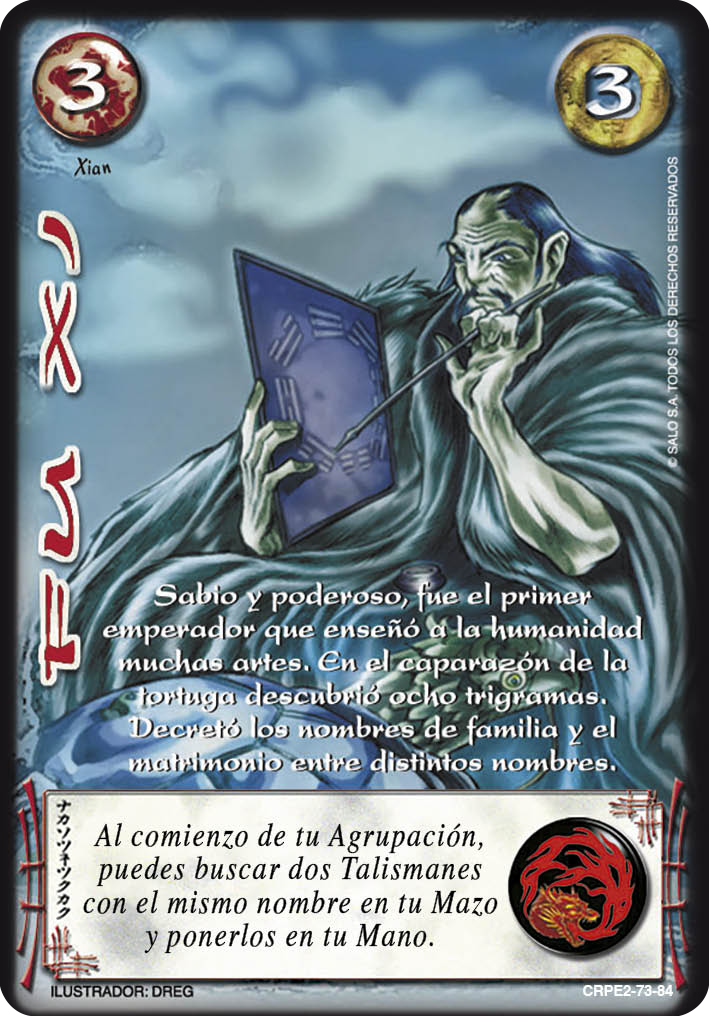 3
3
Xian
FU XI
© SALO S.A. TODOS LOS DERECHOS RESERVADOS
Sabio y poderoso, fue el primer
emperador que enseñó a la humanidad
muchas artes. En el caparazón de la
tortuga descubrió ocho trigramas.
Decretó los nombres de familia y el
matrimonio entre distintos nombres.
ナカソツネツクカク
Al comienzo de tu Agrupación,
puedes buscar dos Talismanes
con el mismo nombre en tu Mazo
y ponerlos en tu Mano.
ILUSTRADOR: DREG
CRPE2-73-84